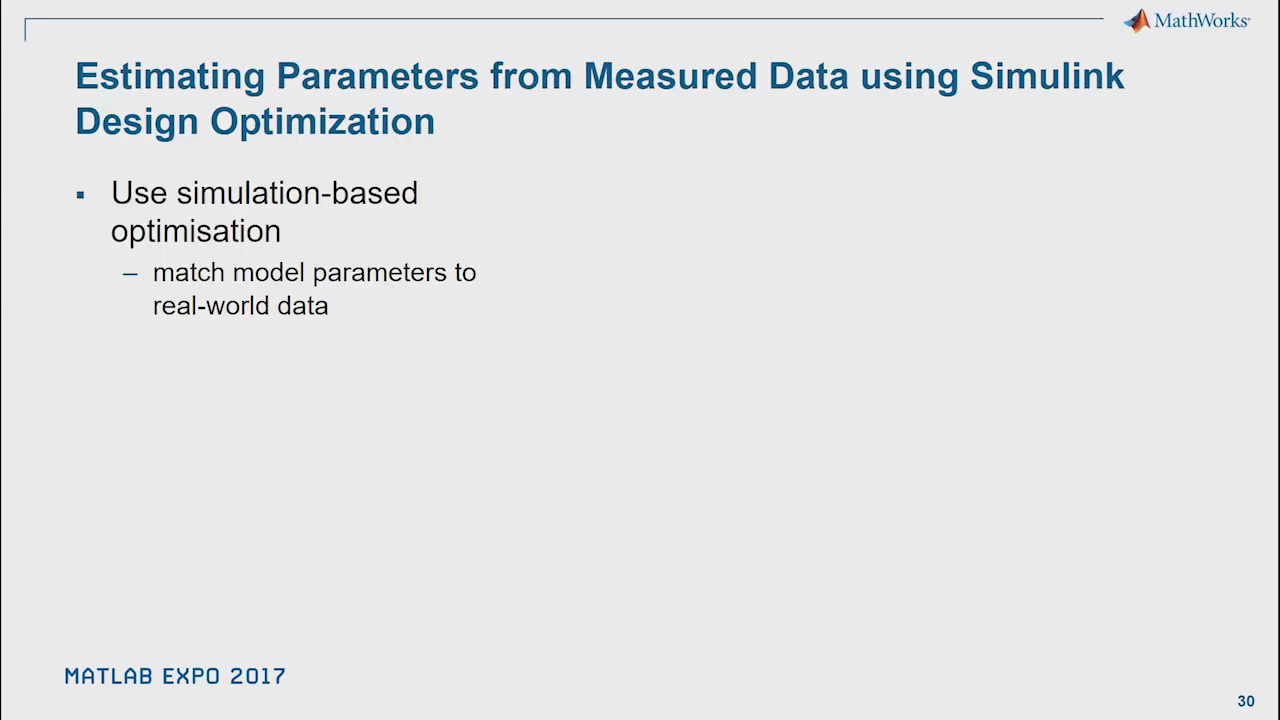 MathWorks®
Estimating Parameters from Measured Data using Simulink
Design Optimization
▪ Use simulation-based
optimisation
– match model parameters to
real-world data
MATLAB EXPO 2017
30